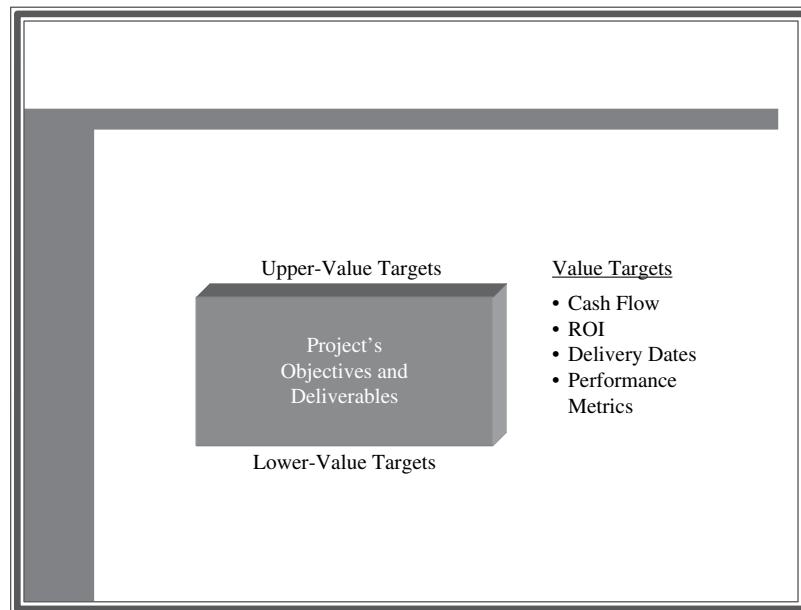 Upper-Value Targets
Project’s
Objectives and
Deliverables
Lower-Value Targets
Value Targets
• Cash Flow
• ROI
• Delivery Dates
• Performance
Metrics